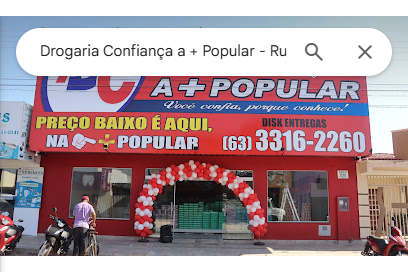 Drogaria Confiança a + Popular - Ru
A + POPULAR
Você confia, porque conhece!
PREÇO BAIXO É AQUI,
NA + POPULAR
DISK ENTREGAS
(63) 3316-2260